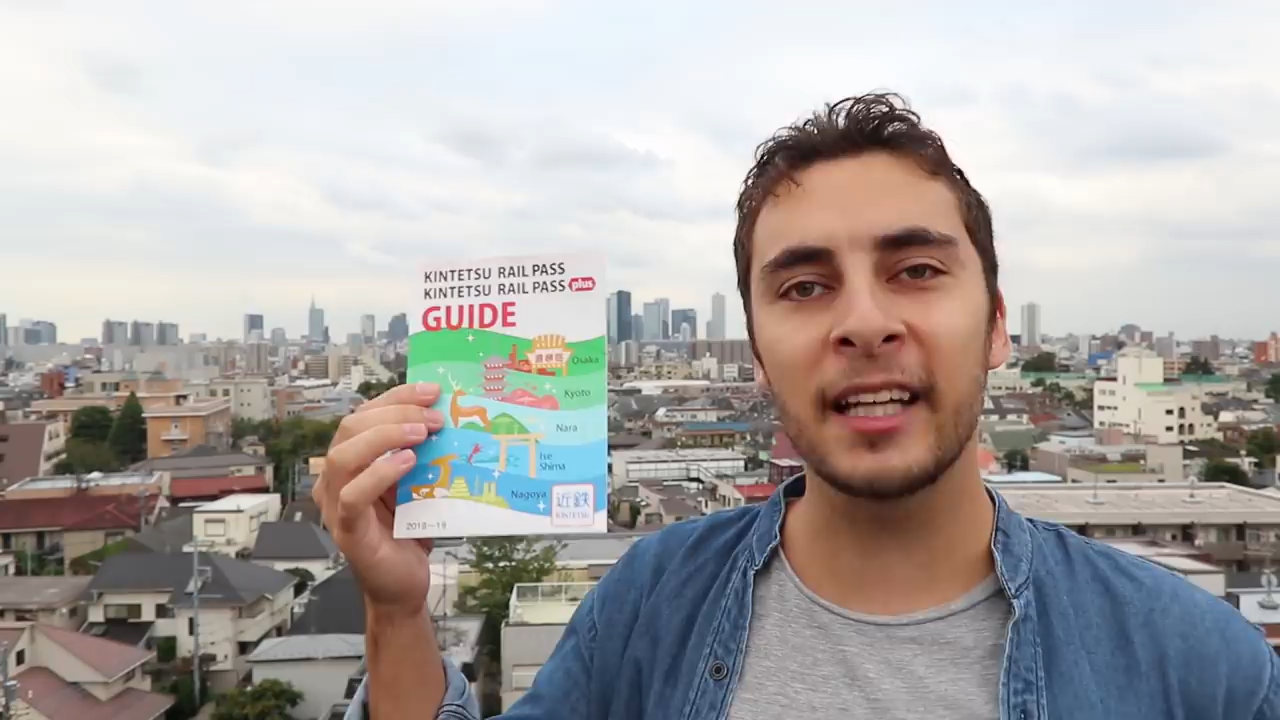 KINTETSU RAIL PASS
KINTETSU RAIL PASS plus
GUIDE
Osaka
Kyoto
Nara
Ise
Shima
Nagoya
近鉄
KINTETSU
2018～19